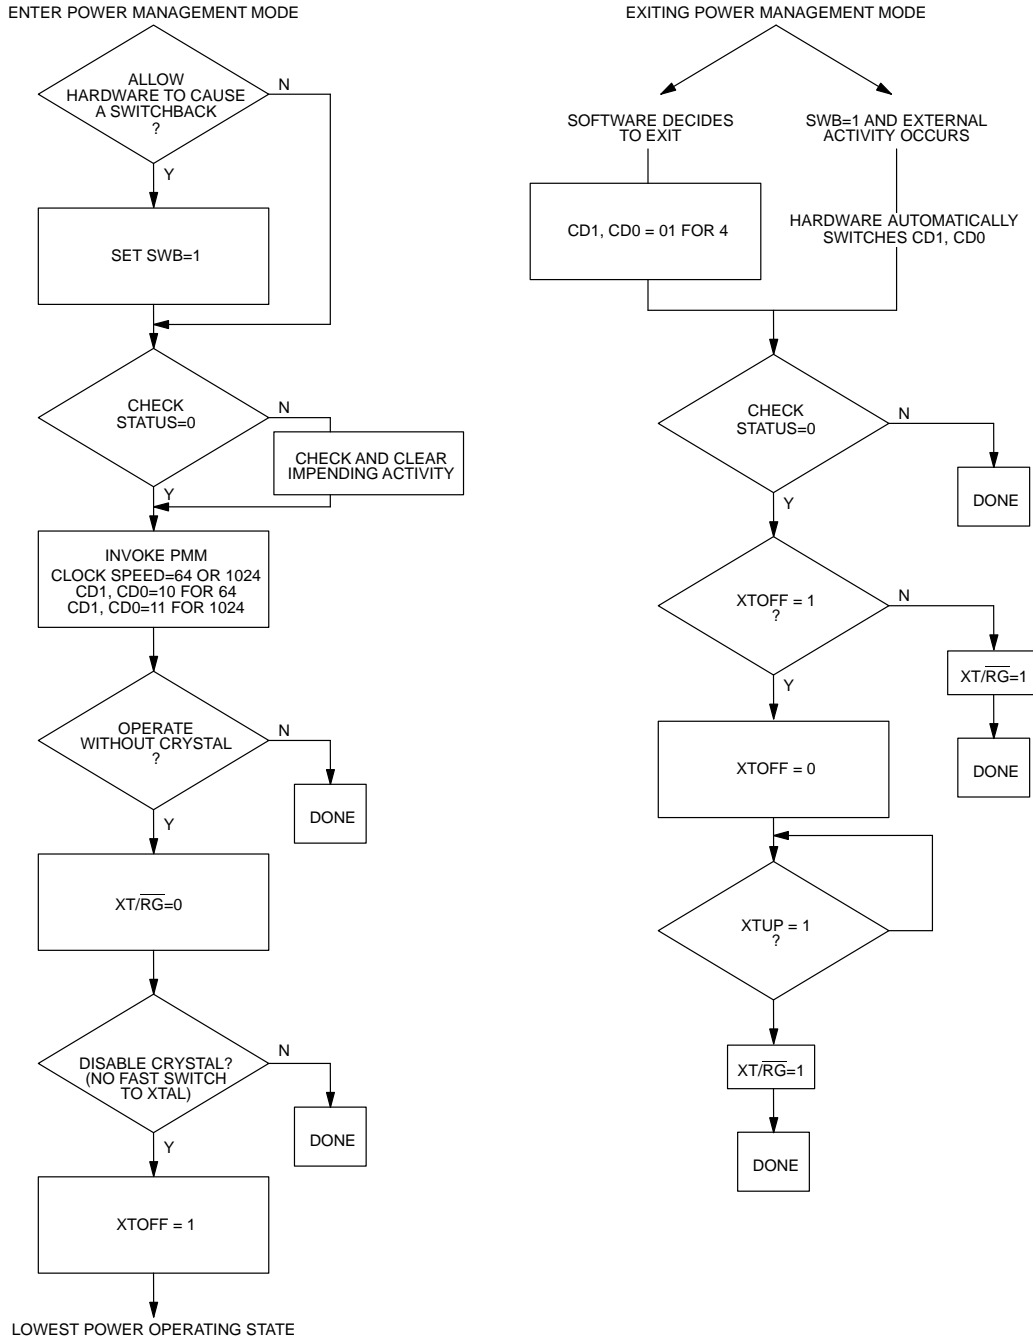 ENTER POWER MANAGEMENT MODE
ALLOW
HARDWARE TO CAUSE
A SWITCHBACK
?
N
Y
SET SWB=1
CHECK
STATUS=0
N
CHECK AND CLEAR
IMPENDING ACTIVITY
Y
INVOKE PMM
CLOCK SPEED=64 OR 1024
CD1, CD0=10 FOR 64
CD1, CD0=11 FOR 1024
OPERATE
WITHOUT CRYSTAL
?
N
DONE
Y
XT/R̅G̅=0
DISABLE CRYSTAL?
(NO FAST SWITCH
TO XTAL)
N
DONE
Y
XTOFF = 1
LOWEST POWER OPERATING STATE
EXITING POWER MANAGEMENT MODE
SOFTWARE DECIDES
TO EXIT
SWB=1 AND EXTERNAL
ACTIVITY OCCURS
CD1, CD0 = 01 FOR 4
HARDWARE AUTOMATICALLY
SWITCHES CD1, CD0
CHECK
STATUS=0
N
DONE
Y
XTOFF = 1
?
N
XT/R̅G̅=1
DONE
Y
XTOFF = 0
XTUP = 1
?
XT/R̅G̅=1
DONE